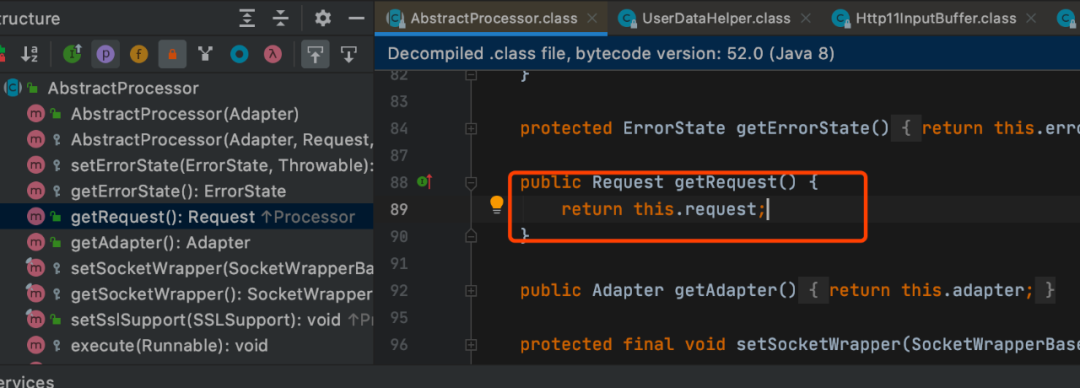 tructure
AbstractProcessor.class
UserDataHelper.class
Http11InputBuffer.class
Decompiled .class file, bytecode version: 52.0 (Java 8)
AbstractProcessor
AbstractProcessor(Adapter)
AbstractProcessor(Adapter, Request,
setErrorState(ErrorState, Throwable):
getErrorState(): ErrorState
getRequest(): Request ↑Processor
getAdapter(): Adapter
setSocketWrapper(SocketWrapperBa
getSocketWrapper(): SocketWrapper
setSslSupport(SSLSupport): void ↑P
execute(Runnable): void
82 }
83
84 protected ErrorState getErrorState() { return this.erro
87
88 public Request getRequest() {
89 return this.request;
90 }
91
92 public Adapter getAdapter() { return this.adapter; }
95
96 protected final void setSocketWrapper(SocketWrapperBase
ervices